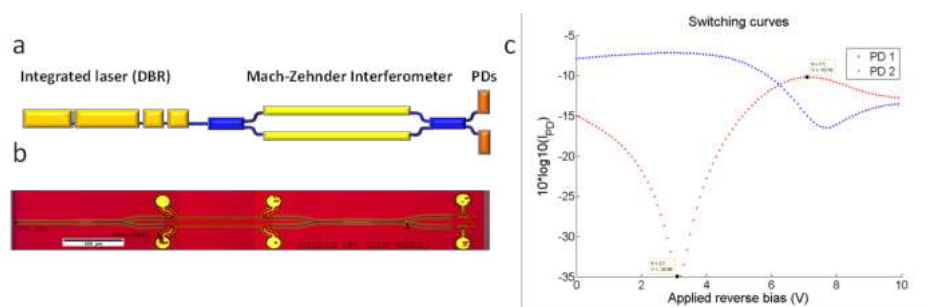 a
Integrated laser (DBR)
Mach-Zehnder Interferometer
PDs
b
c
Switching curves
PD 1
PD 2
10*log10(I_PD)
-5
-10
-15
-20
-25
-30
-35
0
2
4
6
8
10
Applied reverse bias (V)